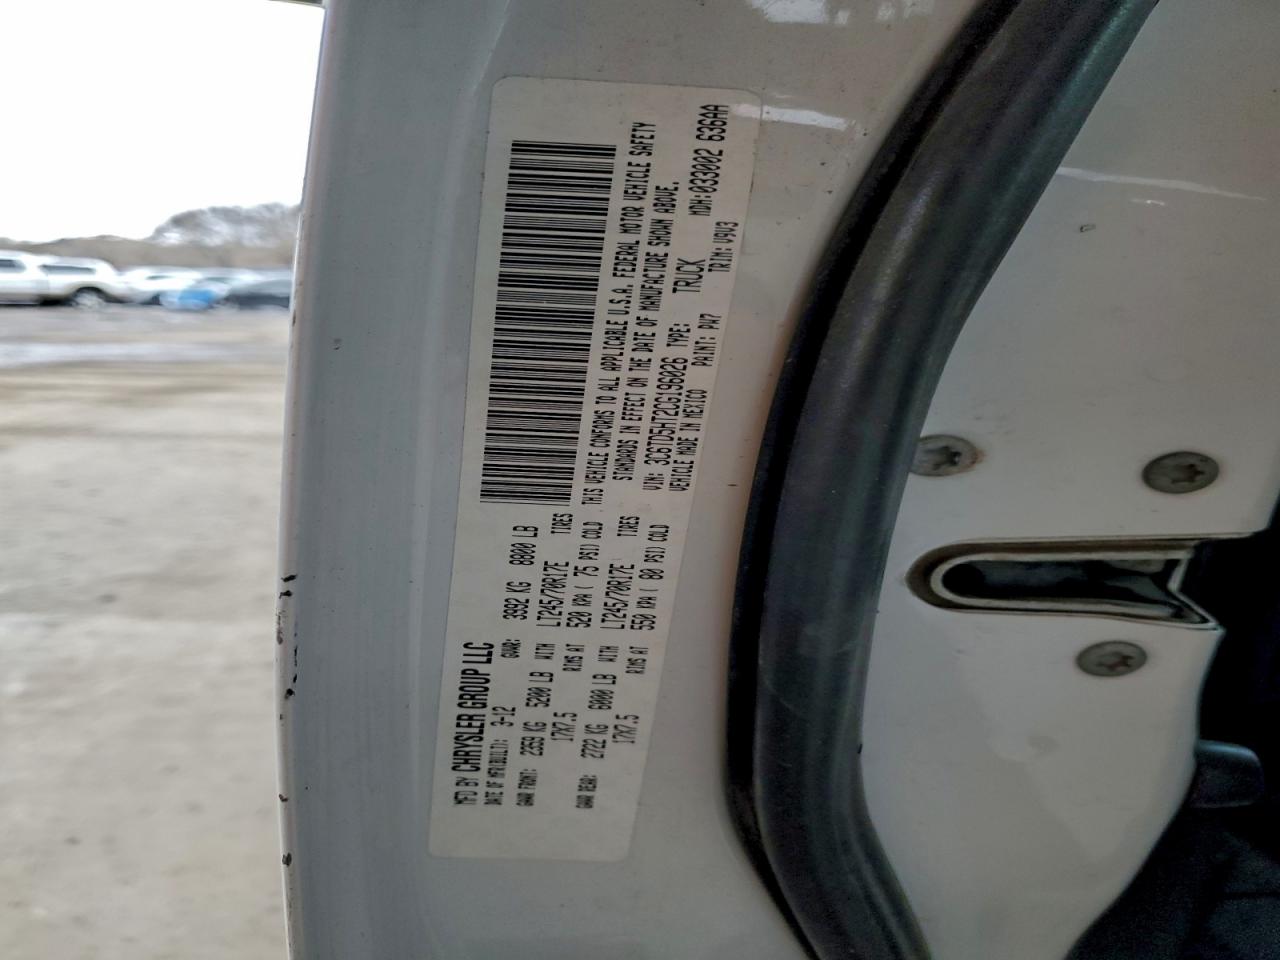 MFD BY CHRYSLER GROUP LLC
DATE OF MFR(BUILT): 3-12 GVWR: 3992 KG 8800 LB
GAWR FRONT: 2359 KG 5200 LB WITH LT245/70R17E TIRES
17X7.5 RIMS AT 520 KPA ( 75 PSI) COLD
GAWR REAR: 2722 KG 6000 LB WITH LT245/70R17E TIRES
17X7.5 RIMS AT 550 KPA ( 80 PSI) COLD
THIS VEHICLE CONFORMS TO ALL APPLICABLE U.S.A. FEDERAL MOTOR VEHICLE SAFETY
STANDARDS IN EFFECT ON THE DATE OF MANUFACTURE SHOWN ABOVE.
VIN: 3C6TD5HT2CG196026 TYPE: TRUCK MDH:033002 636AA
VEHICLE MADE IN MEXICO PAINT: PW7 TRIM: V9V3